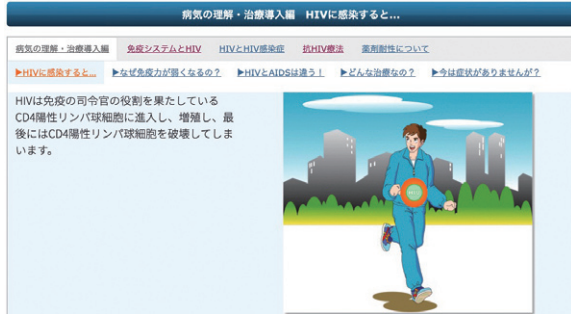 病気の理解・治療導入編 HIVに感染すると...
病気の理解・治療導入編 免疫システムとHIV HIVとHIV感染症 抗HIV療法 薬剤耐性について
▶HIVに感染すると... ▶なぜ免疫力が弱くなるの? ▶HIVとAIDSは違う! ▶どんな治療なの? ▶今は症状がありませんが?
HIVは免疫の司令官の役割を果たしている
CD4陽性リンパ球細胞に進入し、増殖し、最
後にはCD4陽性リンパ球細胞を破壊してしま
います。